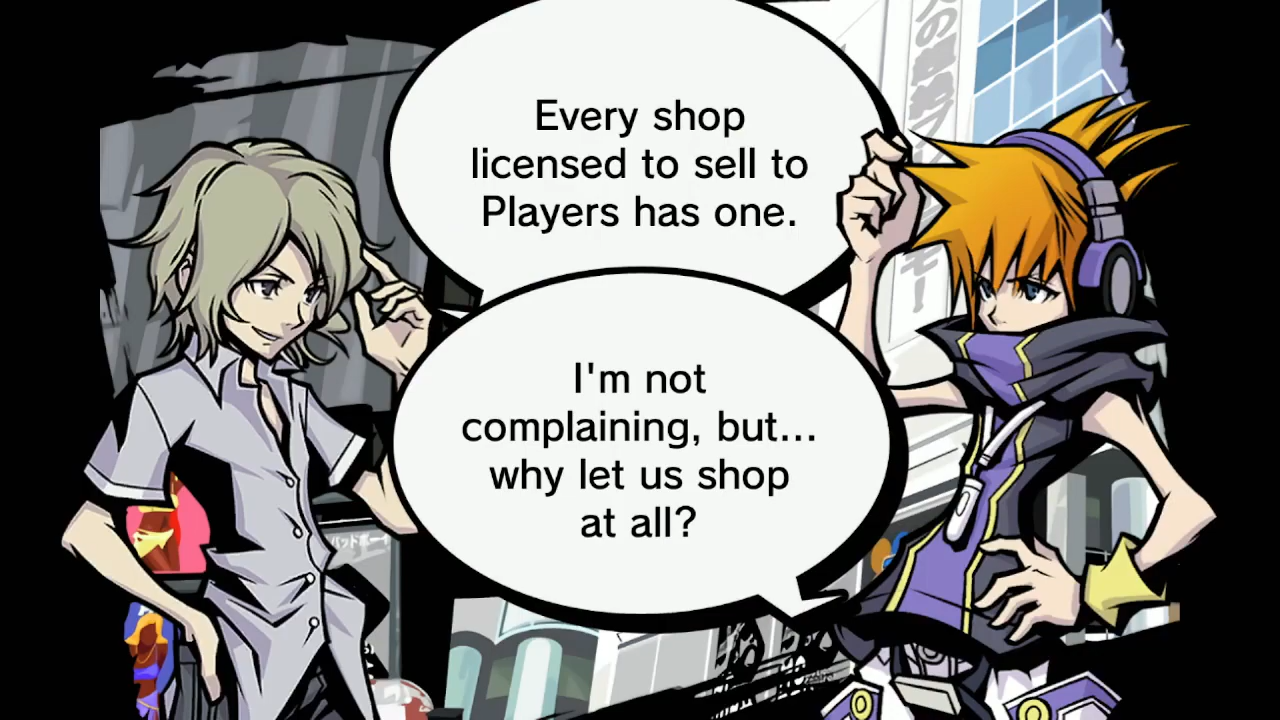 Every shop
licensed to sell to
Players has one.
I'm not
complaining, but...
why let us shop
at all?